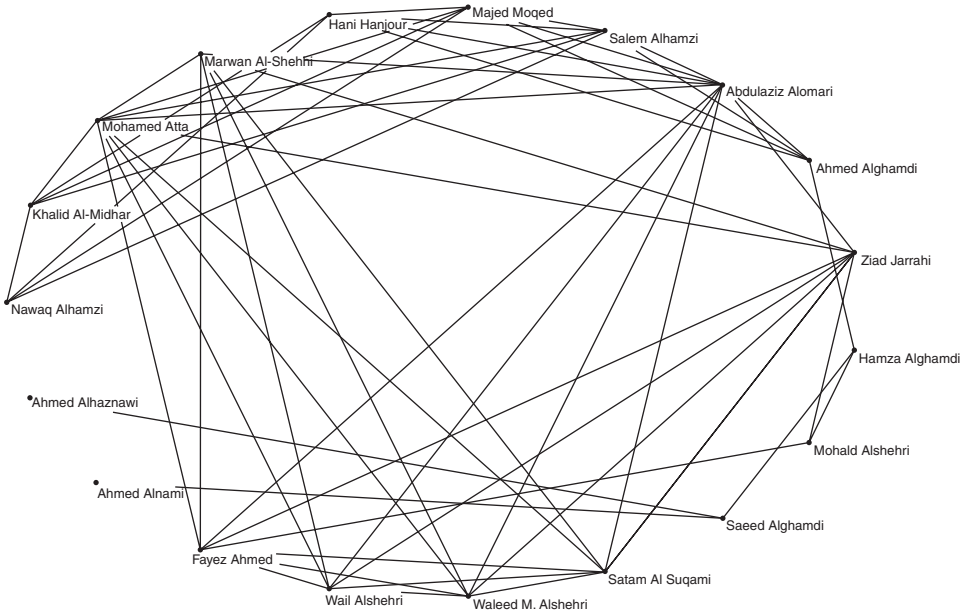 Majed Moqed
Hani Hanjour
Salem Alhamzi
Marwan Al-Shehhi
Abdulaziz Alomari
Mohamed Atta
Ahmed Alghamdi
Khalid Al-Midhar
Ziad Jarrahi
Nawaq Alhamzi
Hamza Alghamdi
Ahmed Alhaznawi
Mohald Alshehri
Ahmed Alnami
Saeed Alghamdi
Fayez Ahmed
Satam Al Suqami
Wail Alshehri
Waleed M. Alshehri